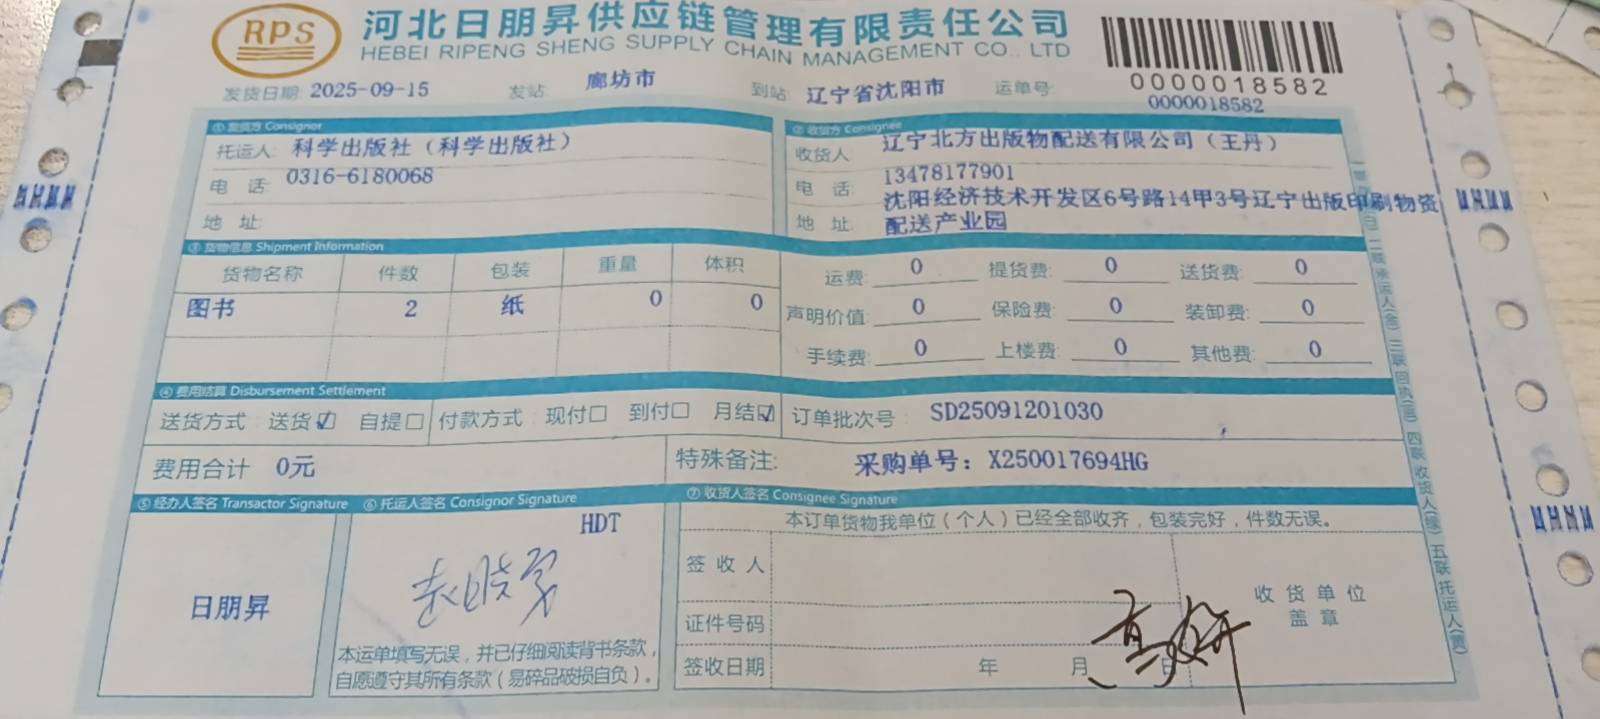 RPS
河北日朋昇供应链管理有限责任公司
HEBEI RIPENG SHENG SUPPLY CHAIN MANAGEMENT CO., LTD
0000018582
发货日期: 2025-09-15 发站: 廊坊市 到站: 辽宁省沈阳市 运单号: 0000018582
① 发货方 Consignor
托运人: 科学出版社（科学出版社）
电 话: 0316-6180068
地 址:
② 收货方 Consignee
收货人 辽宁北方出版物配送有限公司（王丹）
电 话: 13478177901
地 址: 沈阳经济技术开发区6号路14甲3号辽宁出版印刷物资
配送产业园
③ 货物信息 Shipment Information
货物名称 件数 包装 重量 体积
图书 2 纸 0 0
运费: 0 提货费: 0 送货费: 0
声明价值: 0 保险费: 0 装卸费: 0
手续费: 0 上楼费: 0 其他费: 0
④ 费用结算 Disbursement Settlement
送货方式: 送货☑ 自提□ 付款方式: 现付□ 到付□ 月结☑ 订单批次号 SD25091201030
费用合计 0元 特殊备注: 采购单号：X250017694HG
⑤ 经办人签名 Transactor Signature
日朋昇
⑥ 托运人签名 Consignor Signature
HDT
本运单填写无误，并已仔细阅读背书条款，
自愿遵守其所有条款（易碎品破损自负）。
⑦ 收货人签名 Consignee Signature
本订单货物我单位（个人）已经全部收齐，包装完好，件数无误。
签 收 人
证件号码
签收日期 年 月 日
收 货 单 位
盖 章